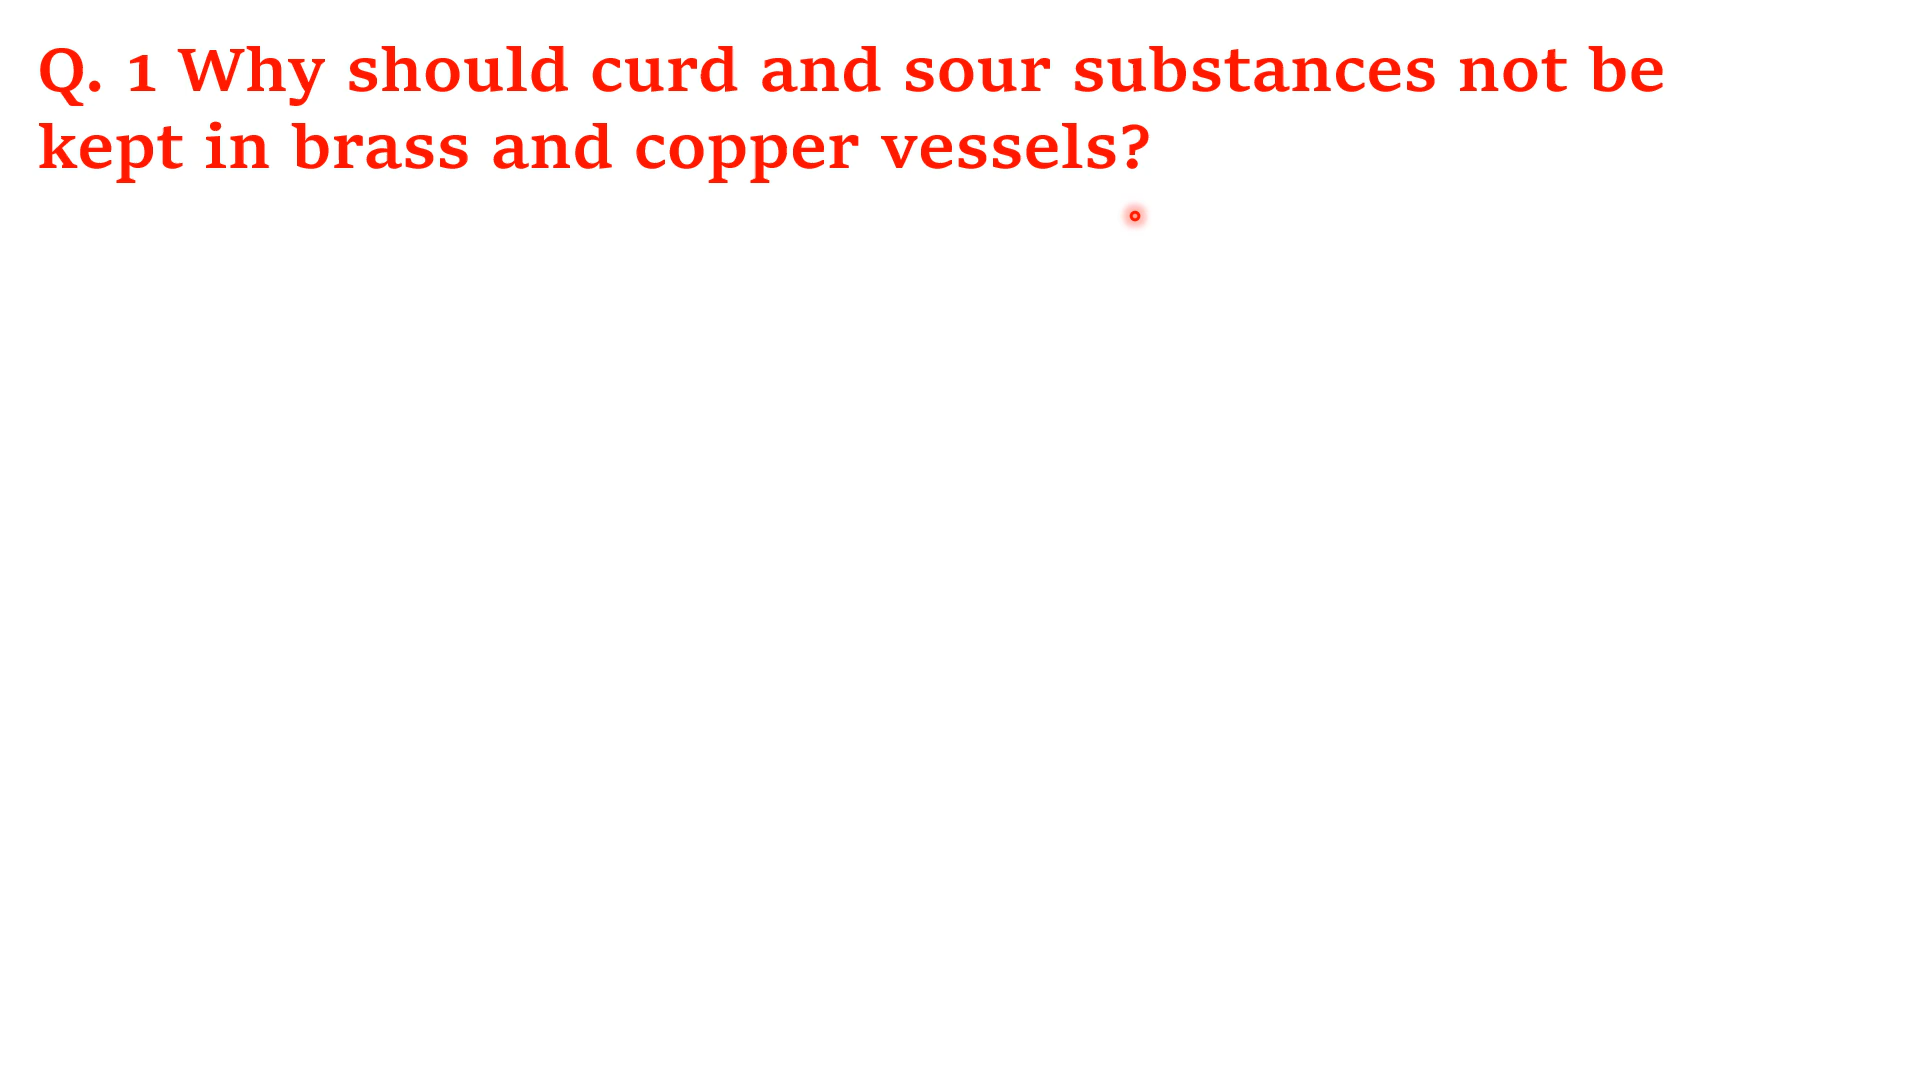 Q. 1 Why should curd and sour substances not be
kept in brass and copper vessels?